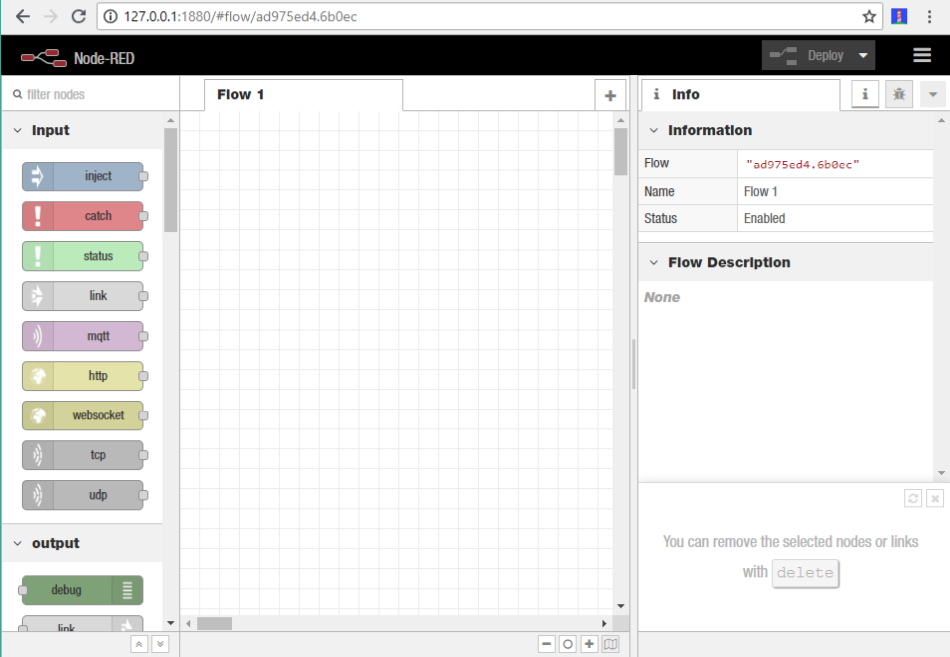 127.0.0.1:1880/#flow/ad975ed4.6b0ec
Node-RED
Deploy
filter nodes
Flow 1
Info
Input
inject
catch
status
link
mqtt
http
websocket
tcp
udp
output
debug
link
Information
Flow "ad975ed4.6b0ec"
Name Flow 1
Status Enabled
Flow Description
None
You can remove the selected nodes or links
with delete